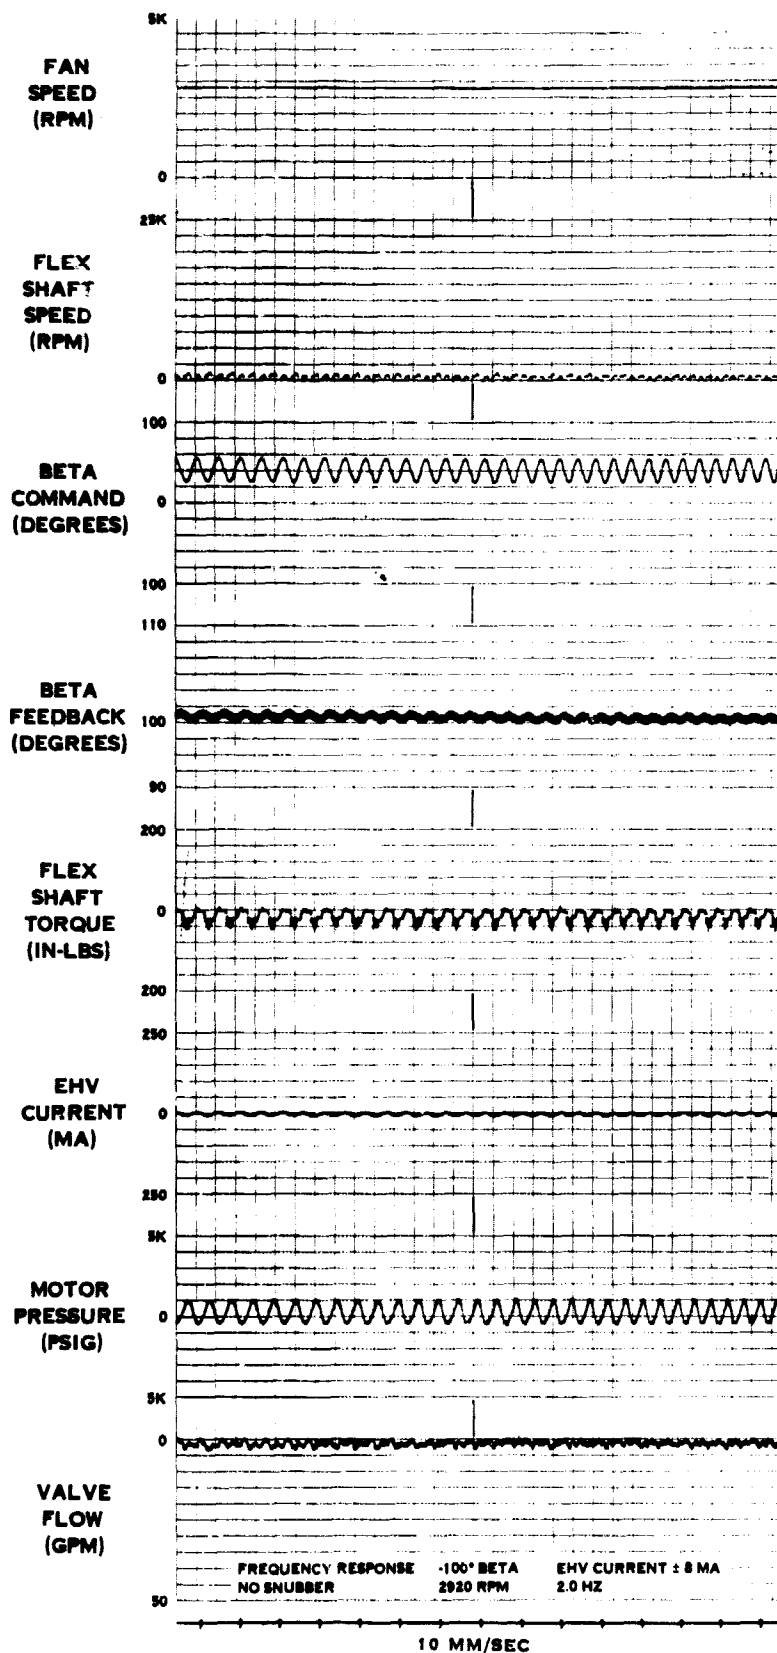 5K
FAN
SPEED
(RPM)
0
25K
FLEX
SHAFT
SPEED
(RPM)
0
100
BETA
COMMAND
(DEGREES)
0
100
110
BETA
FEEDBACK
(DEGREES)
100
90
200
FLEX
SHAFT
TORQUE
(IN-LBS)
0
200
250
EHV
CURRENT
(MA)
0
250
5K
MOTOR
PRESSURE
(PSIG)
0
5K
0
VALVE
FLOW
(GPM)
FREQUENCY RESPONSE -100° BETA EHV CURRENT ± 8 MA
NO SNUBBER 2920 RPM 2.0 HZ
50
10 MM/SEC